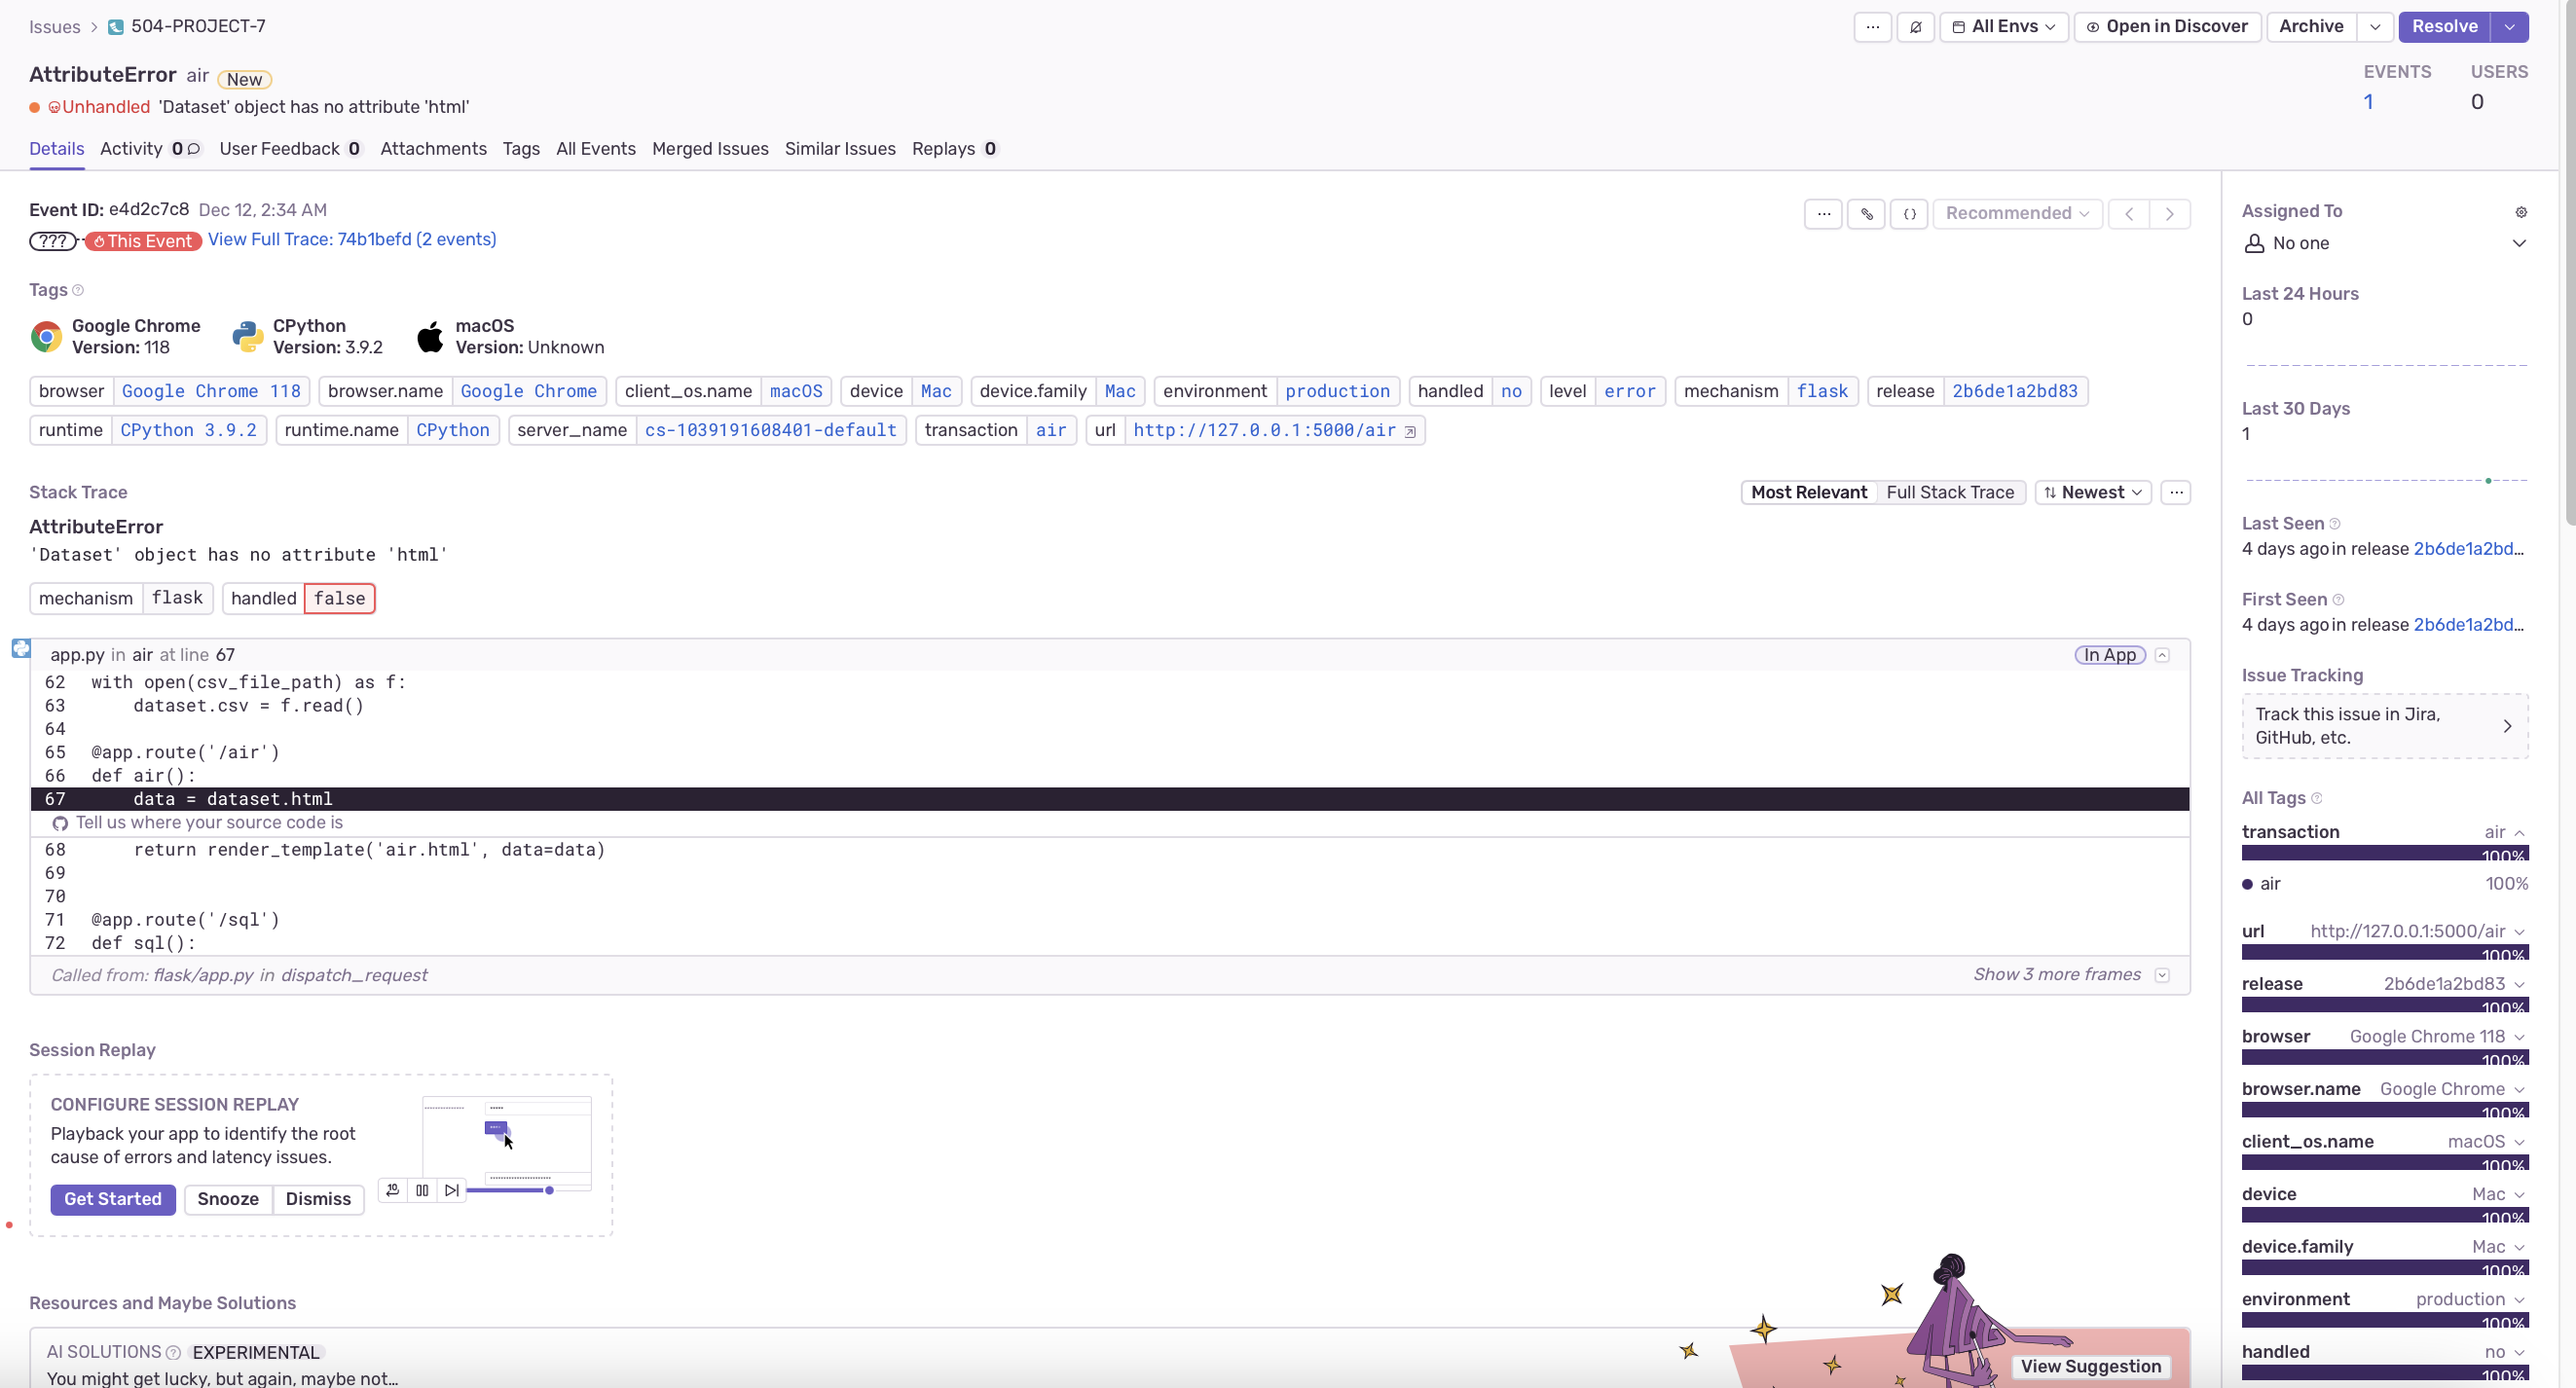 Issues > 504-PROJECT-7
··· All Envs Open in Discover Archive Resolve
AttributeError air New
EVENTS USERS
Unhandled 'Dataset' object has no attribute 'html'
1 0
Details Activity 0 User Feedback 0 Attachments Tags All Events Merged Issues Similar Issues Replays 0
Event ID: e4d2c7c8 Dec 12, 2:34 AM
··· {} Recommended < >
??? This Event View Full Trace: 74b1befd (2 events)
Tags ?
Google Chrome
Version: 118
CPython
Version: 3.9.2
macOS
Version: Unknown
browser Google Chrome 118 browser.name Google Chrome client_os.name macOS device Mac device.family Mac environment production handled no level error mechanism flask release 2b6de1a2bd83
runtime CPython 3.9.2 runtime.name CPython server_name cs-1039191608401-default transaction air url http://127.0.0.1:5000/air
Stack Trace
Most Relevant Full Stack Trace Newest ···
AttributeError
'Dataset' object has no attribute 'html'
mechanism flask handled false
app.py in air at line 67
In App
62 with open(csv_file_path) as f:
63 dataset.csv = f.read()
64
65 @app.route('/air')
66 def air():
67 data = dataset.html
Tell us where your source code is
68 return render_template('air.html', data=data)
69
70
71 @app.route('/sql')
72 def sql():
Called from: flask/app.py in dispatch_request
Show 3 more frames
Session Replay
CONFIGURE SESSION REPLAY
Playback your app to identify the root
cause of errors and latency issues.
Get Started Snooze Dismiss
10
Resources and Maybe Solutions
AI SOLUTIONS ? EXPERIMENTAL
You might get lucky, but again, maybe not...
View Suggestion
Assigned To
No one
Last 24 Hours
0
Last 30 Days
1
Last Seen ?
4 days ago in release 2b6de1a2bd...
First Seen ?
4 days ago in release 2b6de1a2bd...
Issue Tracking
Track this issue in Jira,
GitHub, etc.
All Tags ?
transaction air
100%
air 100%
url http://127.0.0.1:5000/air
100%
release 2b6de1a2bd83
100%
browser Google Chrome 118
100%
browser.name Google Chrome
100%
client_os.name macOS
100%
device Mac
100%
device.family Mac
100%
environment production
100%
handled no
100%